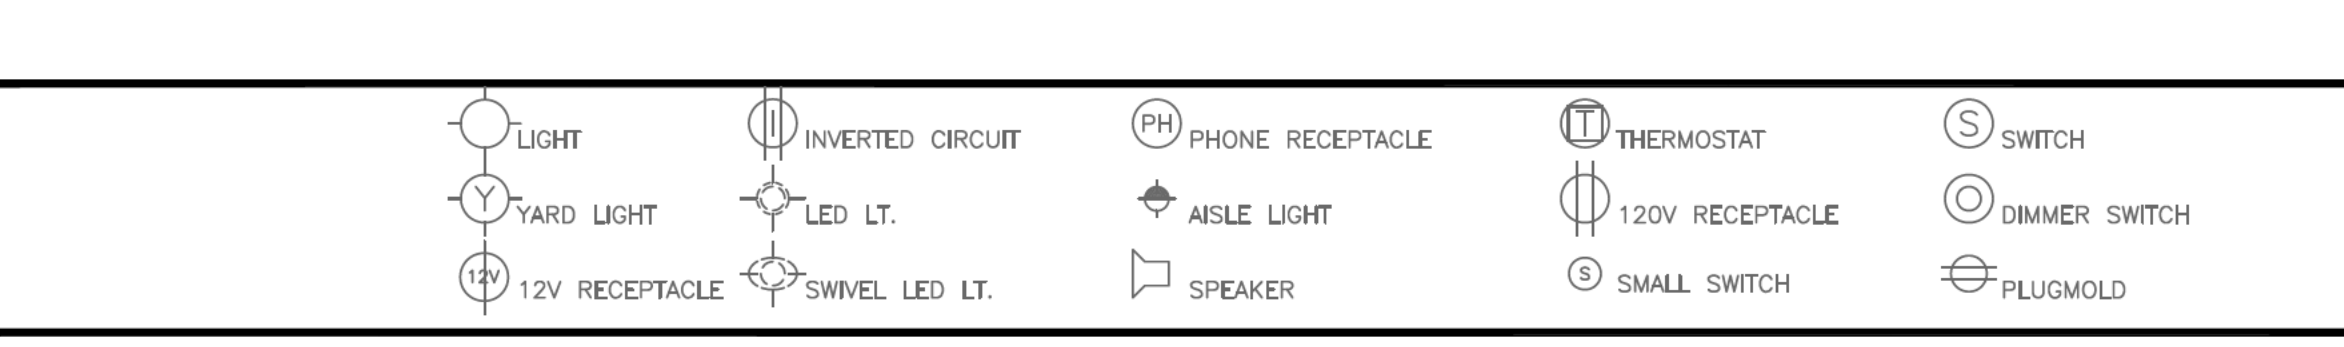 LIGHT
INVERTED CIRCUIT
PH PHONE RECEPTACLE
T THERMOSTAT
S SWITCH
Y YARD LIGHT
LED LT.
AISLE LIGHT
120V RECEPTACLE
DIMMER SWITCH
12V 12V RECEPTACLE
SWIVEL LED LT.
SPEAKER
S SMALL SWITCH
PLUGMOLD